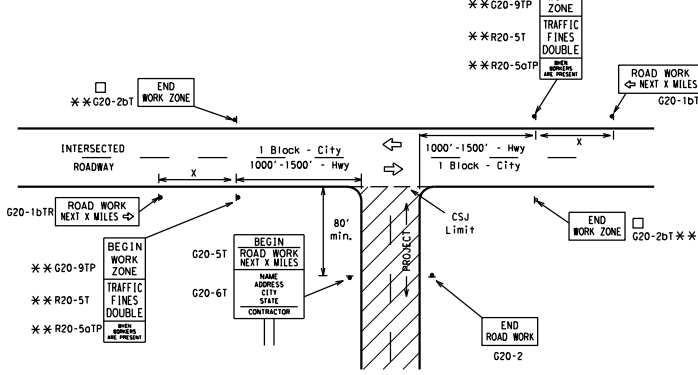 ✳✳G20-9TP
ZONE
TRAFFIC
FINES
DOUBLE
✳✳R20-5T
✳✳R20-5aTP
WHEN
WORKERS
ARE PRESENT
ROAD WORK
⇦ NEXT X MILES
G20-1bT
□
✳✳G20-2bT
END
WORK ZONE
INTERSECTED
ROADWAY
X
1 Block - City
1000'-1500' - Hwy
⇦
⇨
1000'-1500' - Hwy
1 Block - City
X
G20-1bTR
ROAD WORK
NEXT X MILES ⇨
80'
min.
CSJ
Limit
PROJECT
END
WORK ZONE
□
G20-2bT ✳✳
✳✳G20-9TP
BEGIN
WORK
ZONE
✳✳R20-5T
TRAFFIC
FINES
DOUBLE
✳✳R20-5aTP
WHEN
WORKERS
ARE PRESENT
G20-5T
BEGIN
ROAD WORK
NEXT X MILES
G20-6T
NAME
ADDRESS
CITY
STATE
CONTRACTOR
END
ROAD WORK
G20-2